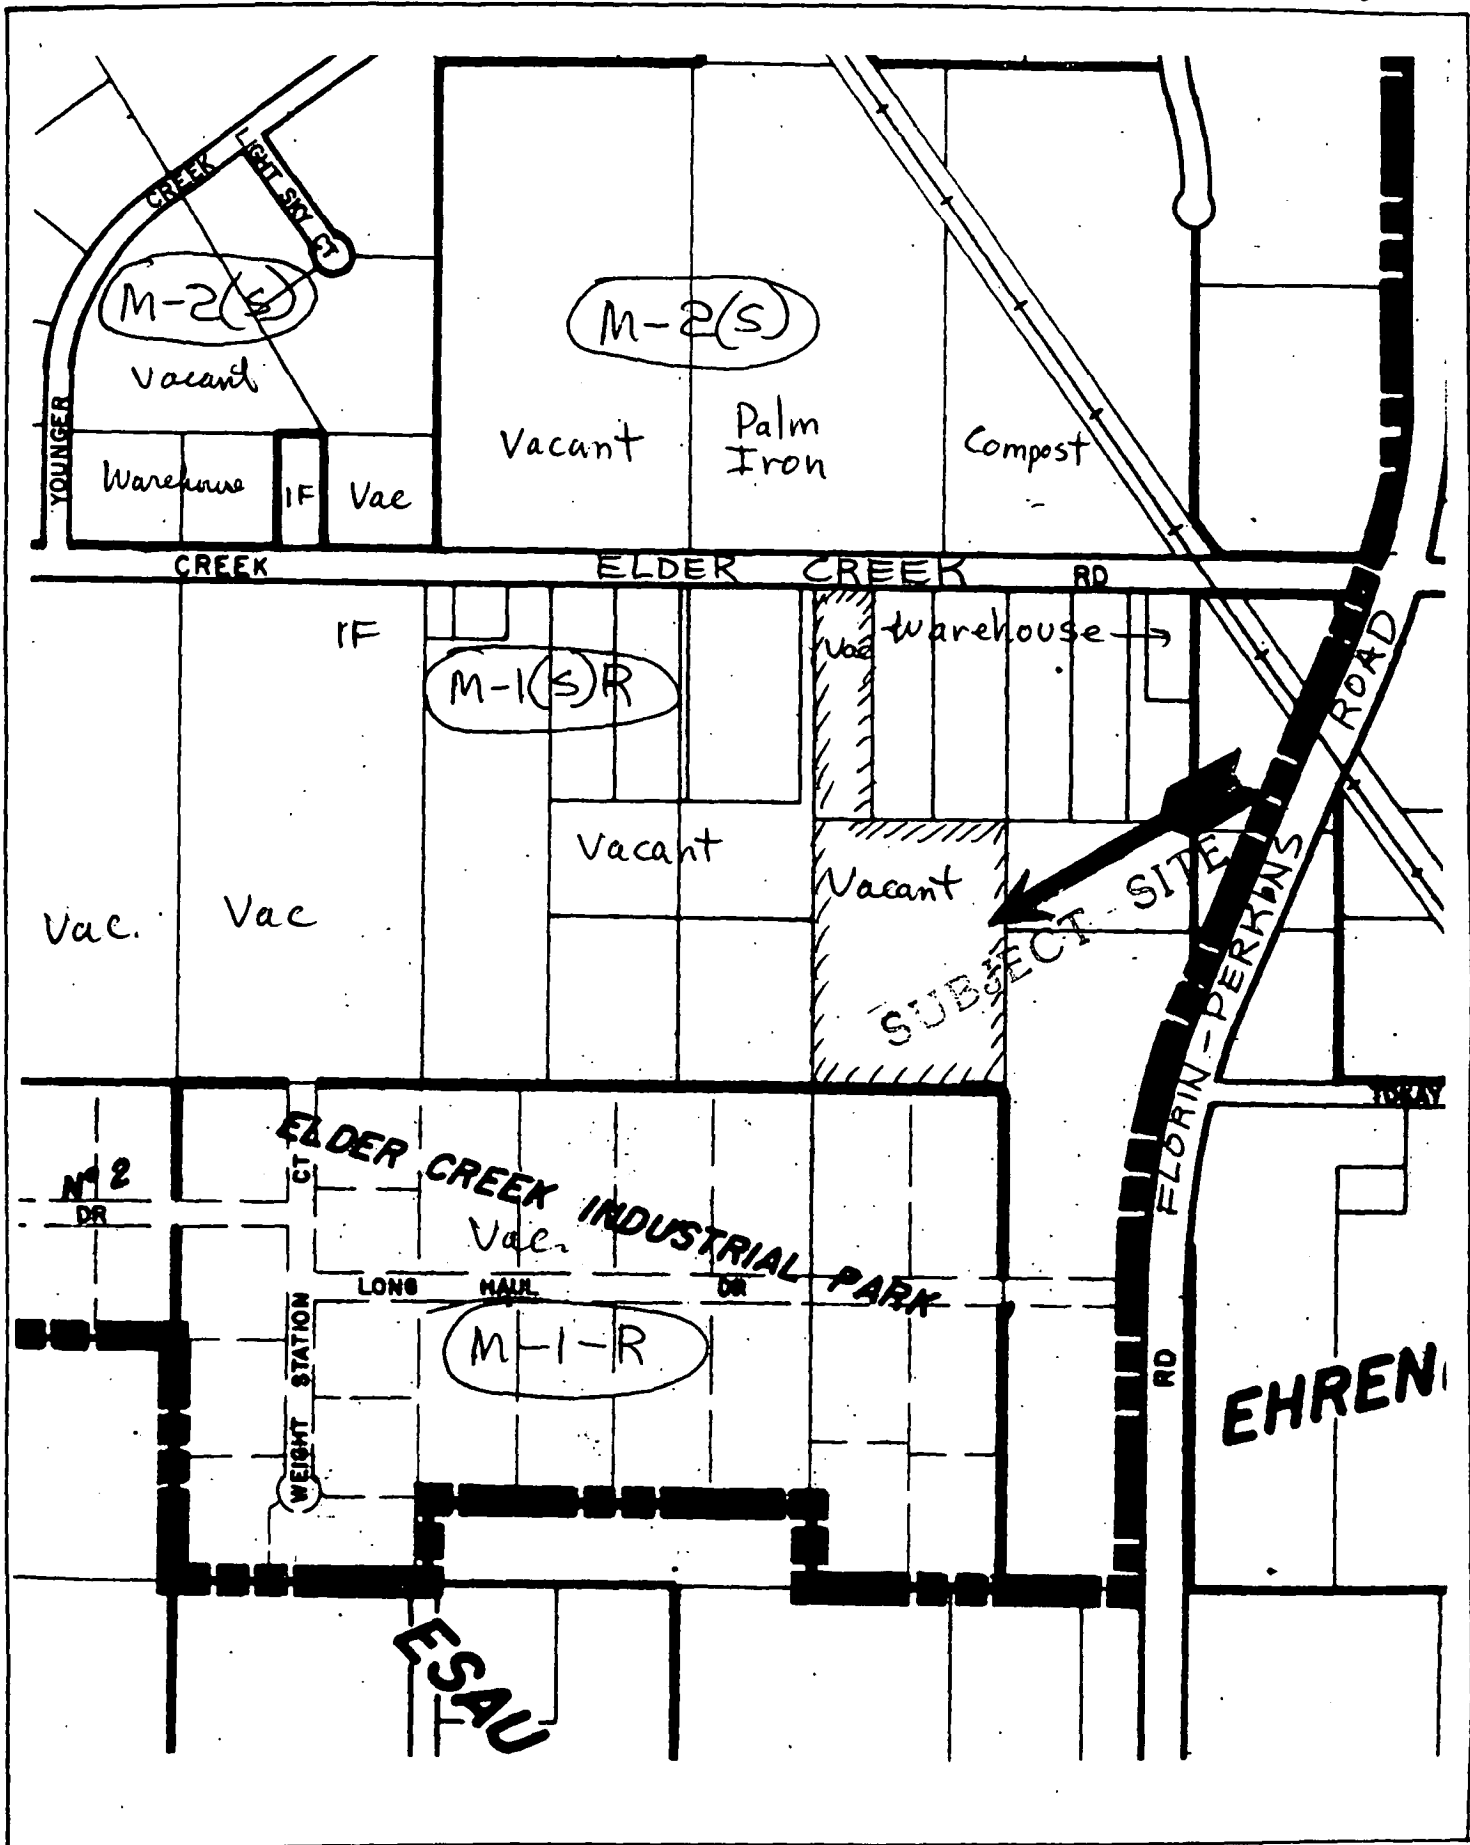 CREEK
LIGHT SKY CT
M-2(S)
Vacant
M-2(S)
Vacant
Palm
Iron
Compost
YOUNGER
Warehouse
IF
Vac
CREEK
ELDER CREEK RD
IF
M-1(S)R
Vac
Warehouse
Vacant
Vacant
SUBJECT SITE
Vac.
Vac
FLORIN-PERKINS ROAD
TOKAY
ELDER CREEK INDUSTRIAL PARK
CT
Nº 2
DR
Vac.
LONG HAUL DR
M-1-R
WEIGHT STATION
RD
EHREN
ESAU